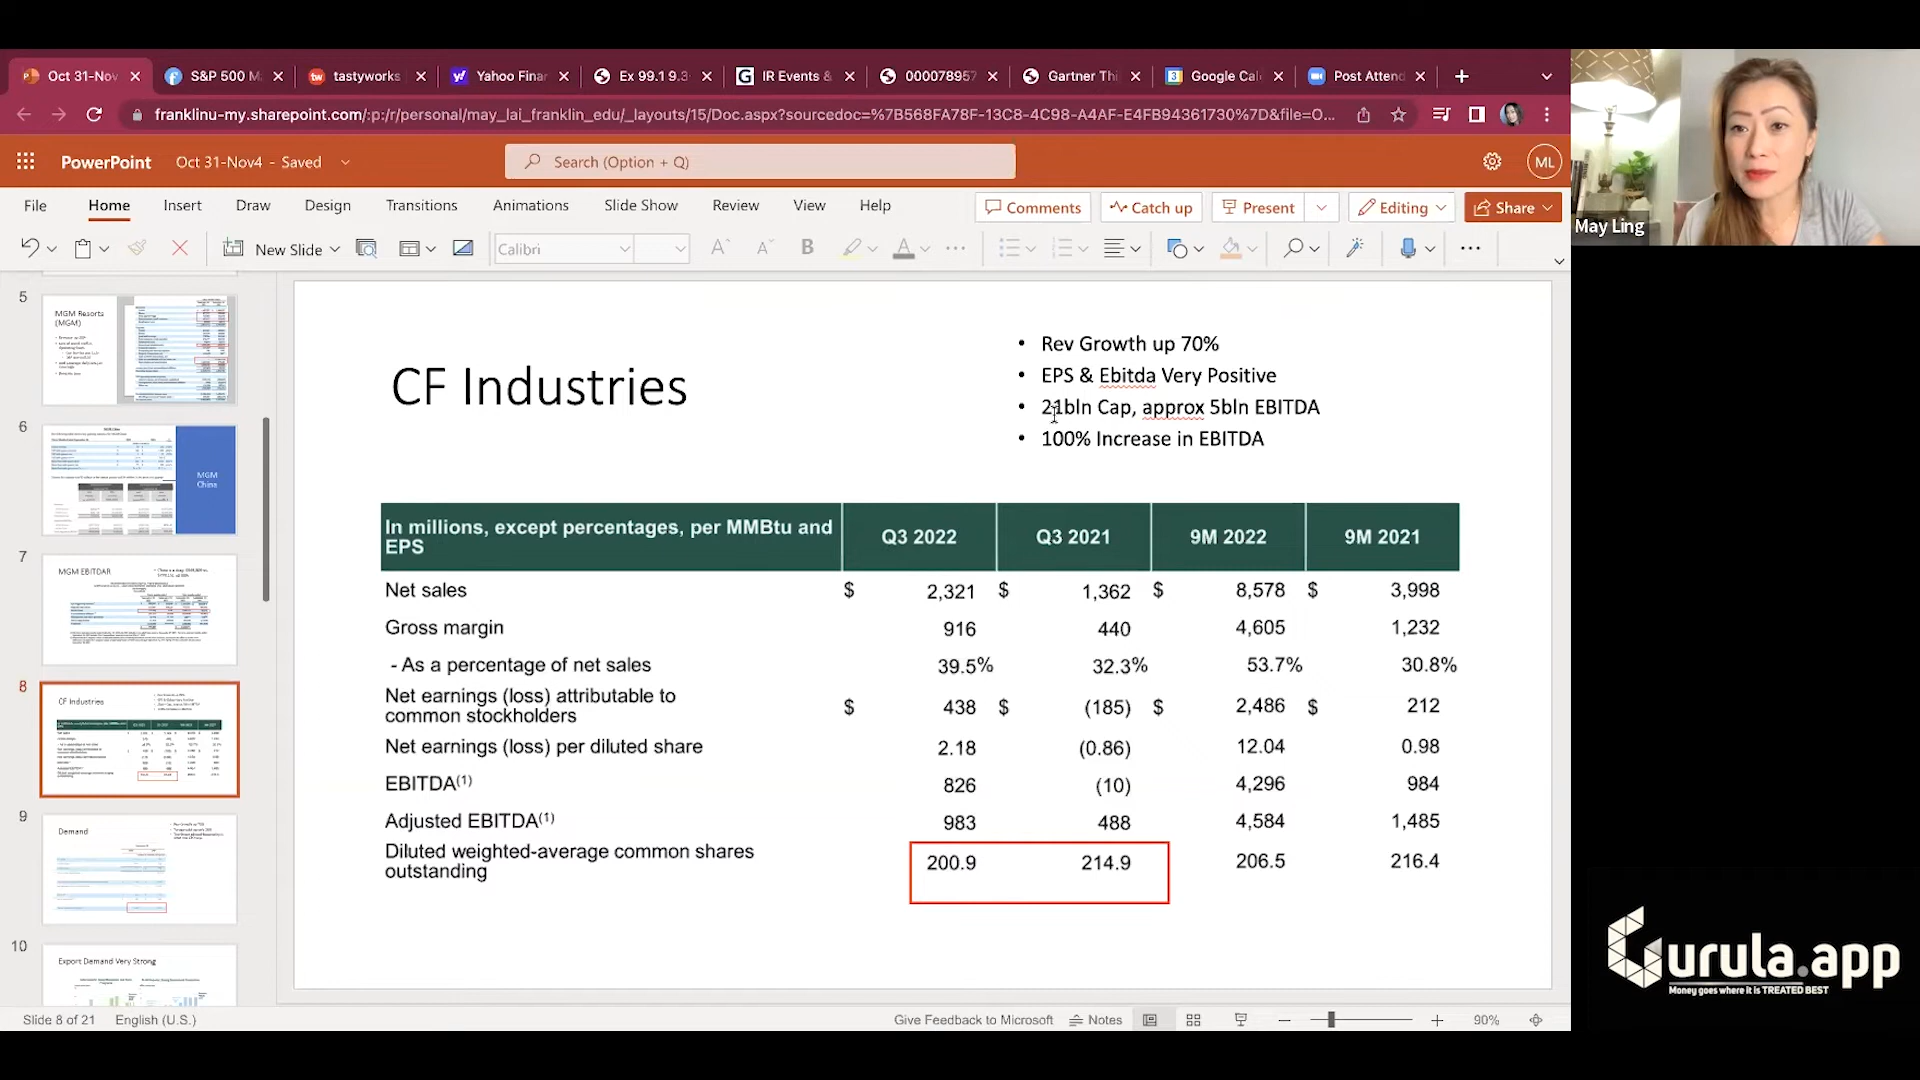 Oct 31-Nov
S&P 500 M
tastyworks
Yahoo Finar
Ex 99.1 9.3
IR Events &
000078957
Gartner Thi
Google Cal
Post Attend
franklinu-my.sharepoint.com/:p:/r/personal/may_lai_franklin_edu/_layouts/15/Doc.aspx?sourcedoc=%7B568FA78F-13C8-4C98-A4AF-E4FB94361730%7D&file=O...
PowerPoint Oct 31-Nov4 - Saved
Search (Option + Q)
ML
File Home Insert Draw Design Transitions Animations Slide Show Review View Help
Comments Catch up Present Editing Share
New Slide Calibri
May Ling
5
MGM Resorts
(MGM)
6
MGM
China
7
MGM EBITDAR
8
CF Industries
9
Demand
10
Export Demand Very Strong
CF Industries
• Rev Growth up 70%
• EPS & Ebitda Very Positive
• 21bln Cap, approx 5bln EBITDA
• 100% Increase in EBITDA
In millions, except percentages, per MMBtu and
EPS
Q3 2022 Q3 2021 9M 2022 9M 2021
Net sales $ 2,321 $ 1,362 $ 8,578 $ 3,998
Gross margin 916 440 4,605 1,232
- As a percentage of net sales 39.5% 32.3% 53.7% 30.8%
Net earnings (loss) attributable to
common stockholders $ 438 $ (185) $ 2,486 $ 212
Net earnings (loss) per diluted share 2.18 (0.86) 12.04 0.98
EBITDA(1) 826 (10) 4,296 984
Adjusted EBITDA(1) 983 488 4,584 1,485
Diluted weighted-average common shares
outstanding 200.9 214.9 206.5 216.4
Gurula.app
Money goes where it is TREATED BEST
Slide 8 of 21 English (U.S.)
Give Feedback to Microsoft Notes 90%